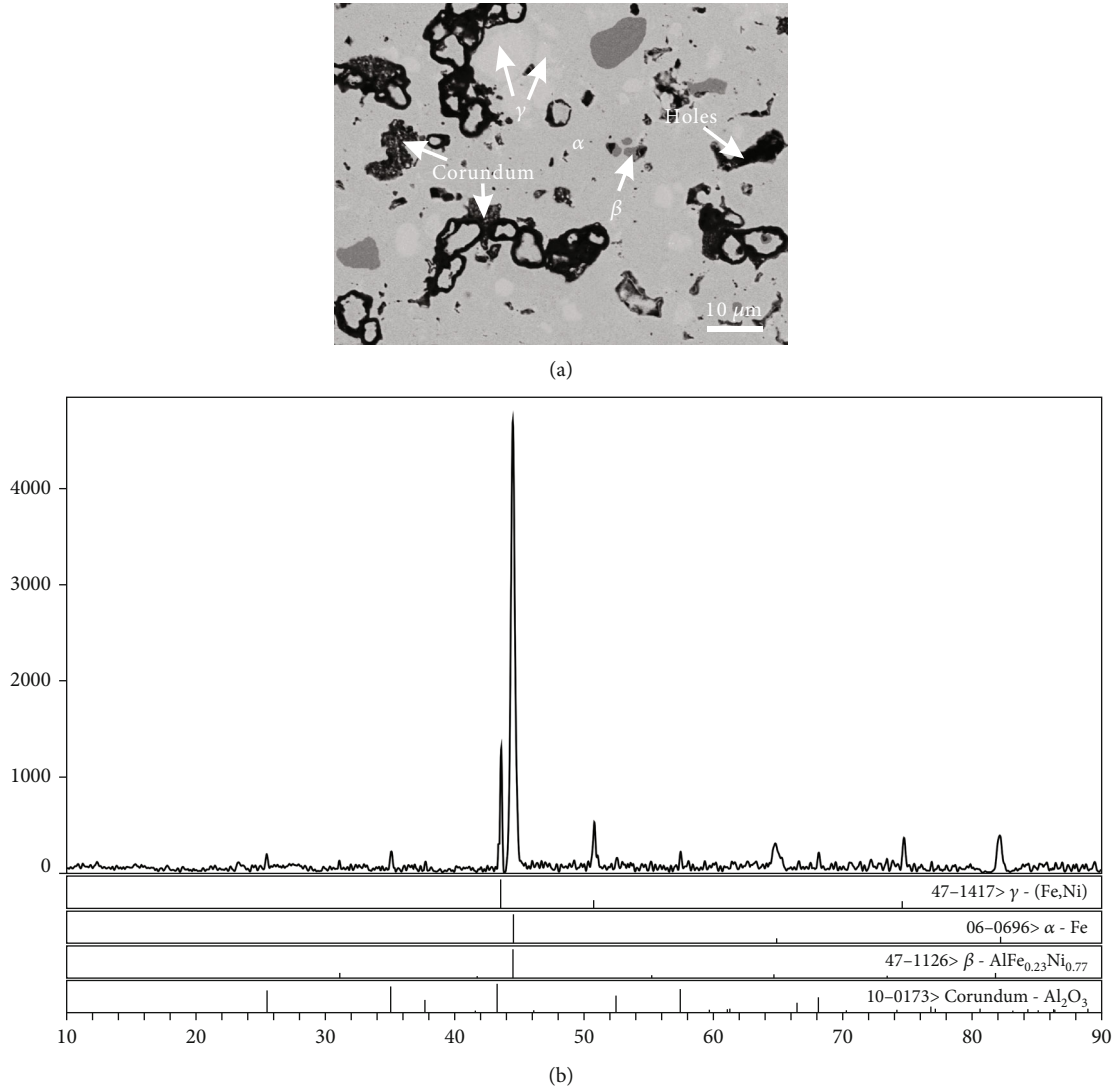 γ
α
Holes
Corundum
β
10 μm
(a)
4000
3000
2000
1000
0
47–1417> γ - (Fe,Ni)
06–0696> α - Fe
47–1126> β - AlFe₀.₂₃Ni₀.₇₇
10–0173> Corundum - Al₂O₃
10 20 30 40 50 60 70 80 90
(b)